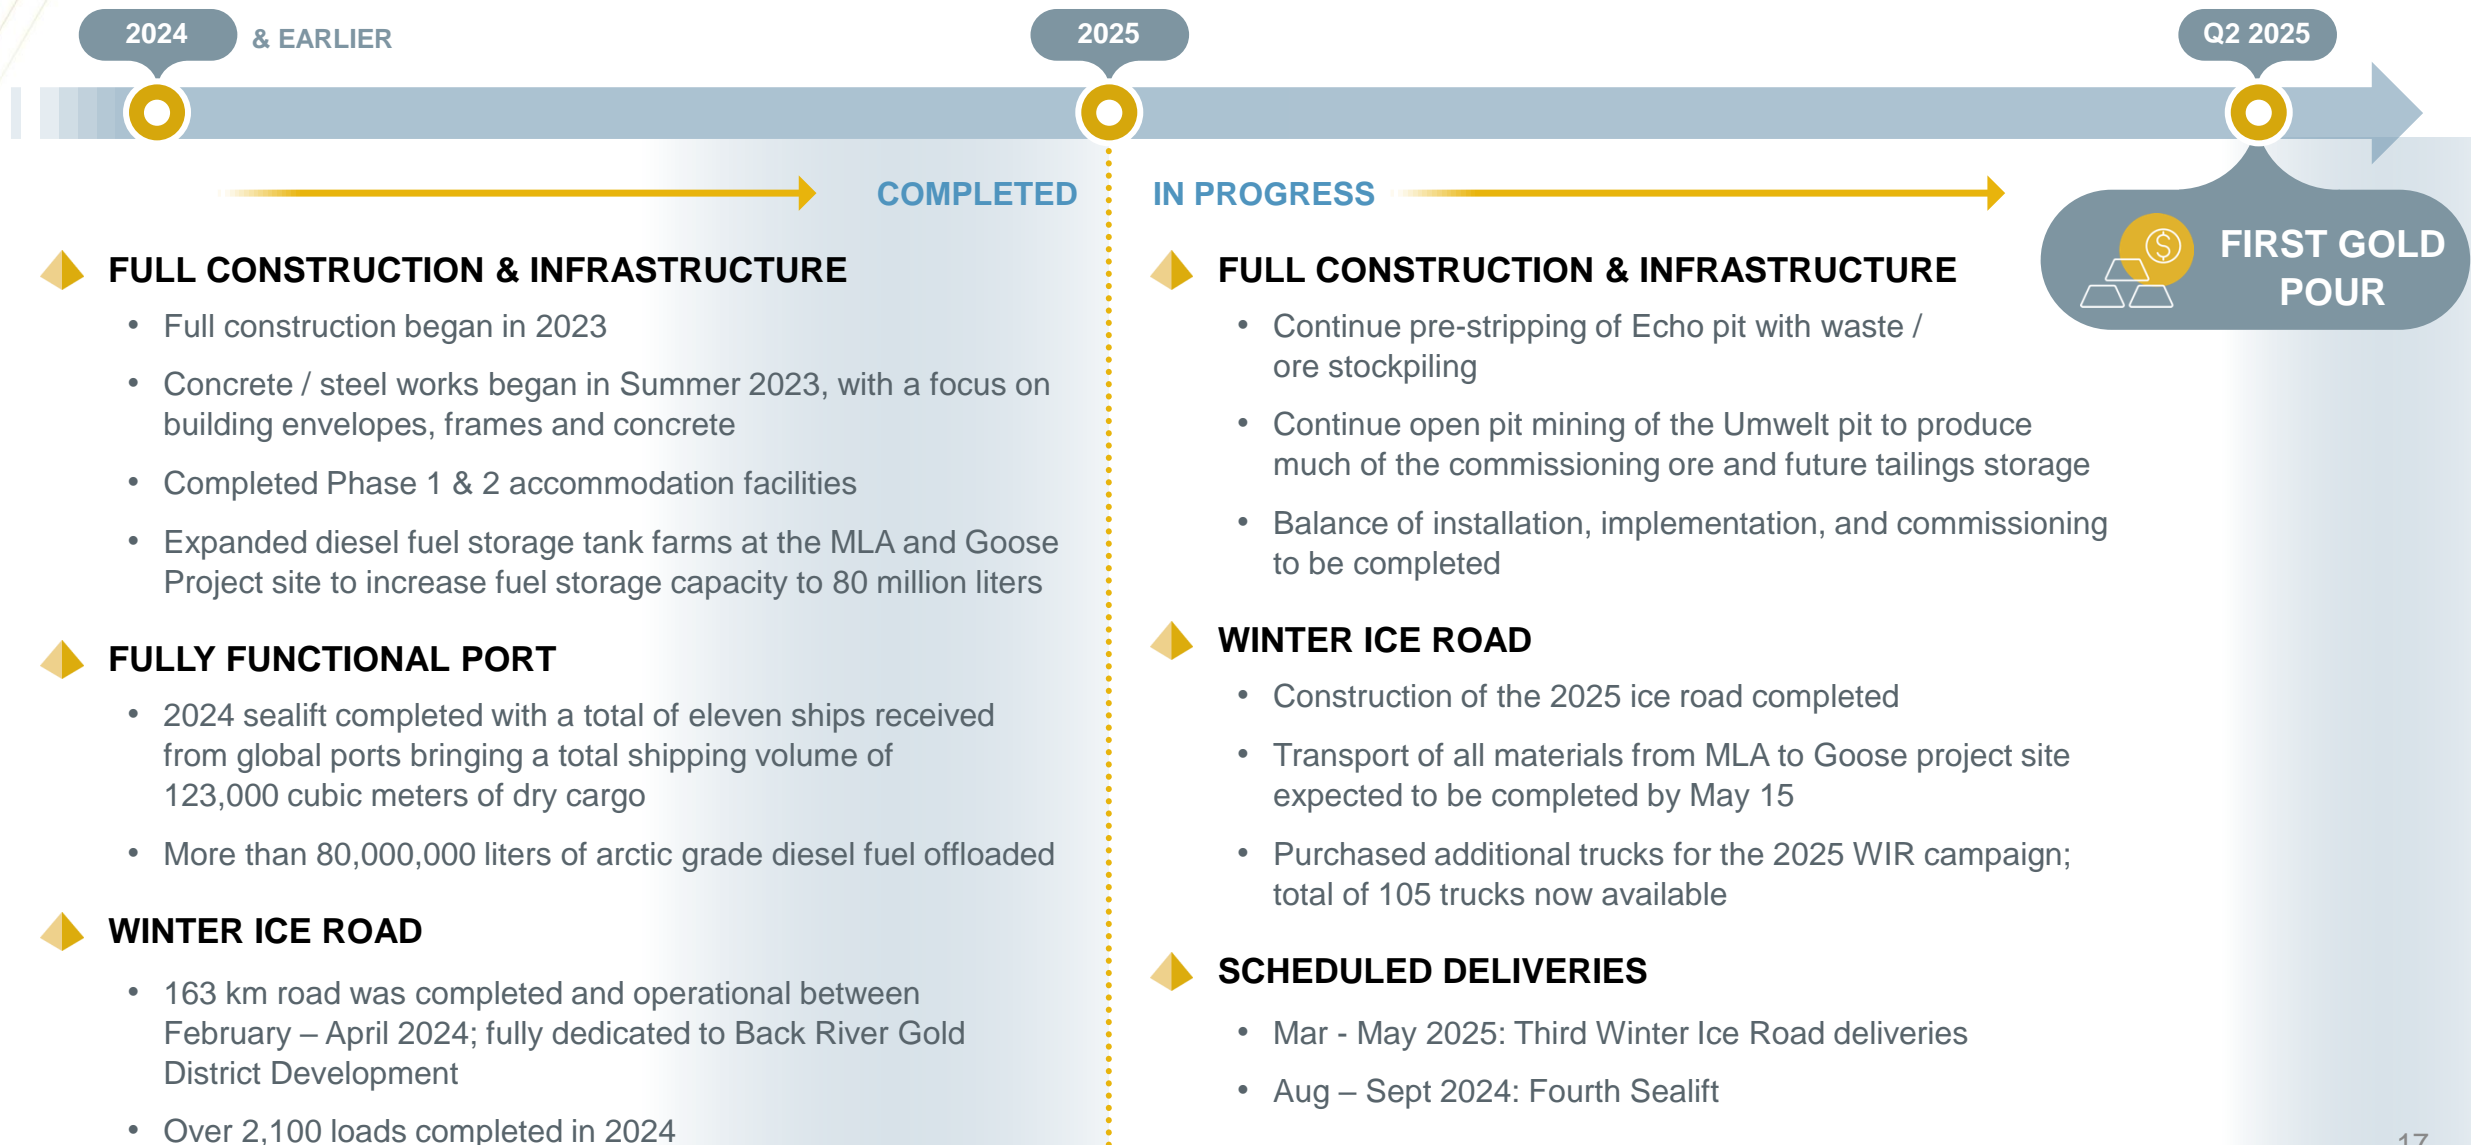 2024
& EARLIER
2025
Q2 2025
COMPLETED
IN PROGRESS
FIRST GOLD
POUR
FULL CONSTRUCTION & INFRASTRUCTURE
• Full construction began in 2023
• Concrete / steel works began in Summer 2023, with a focus on
building envelopes, frames and concrete
• Completed Phase 1 & 2 accommodation facilities
• Expanded diesel fuel storage tank farms at the MLA and Goose
Project site to increase fuel storage capacity to 80 million liters
FULLY FUNCTIONAL PORT
• 2024 sealift completed with a total of eleven ships received
from global ports bringing a total shipping volume of
123,000 cubic meters of dry cargo
• More than 80,000,000 liters of arctic grade diesel fuel offloaded
WINTER ICE ROAD
• 163 km road was completed and operational between
February – April 2024; fully dedicated to Back River Gold
District Development
• Over 2,100 loads completed in 2024
FULL CONSTRUCTION & INFRASTRUCTURE
• Continue pre-stripping of Echo pit with waste /
ore stockpiling
• Continue open pit mining of the Umwelt pit to produce
much of the commissioning ore and future tailings storage
• Balance of installation, implementation, and commissioning
to be completed
WINTER ICE ROAD
• Construction of the 2025 ice road completed
• Transport of all materials from MLA to Goose project site
expected to be completed by May 15
• Purchased additional trucks for the 2025 WIR campaign;
total of 105 trucks now available
SCHEDULED DELIVERIES
• Mar - May 2025: Third Winter Ice Road deliveries
• Aug – Sept 2024: Fourth Sealift
17